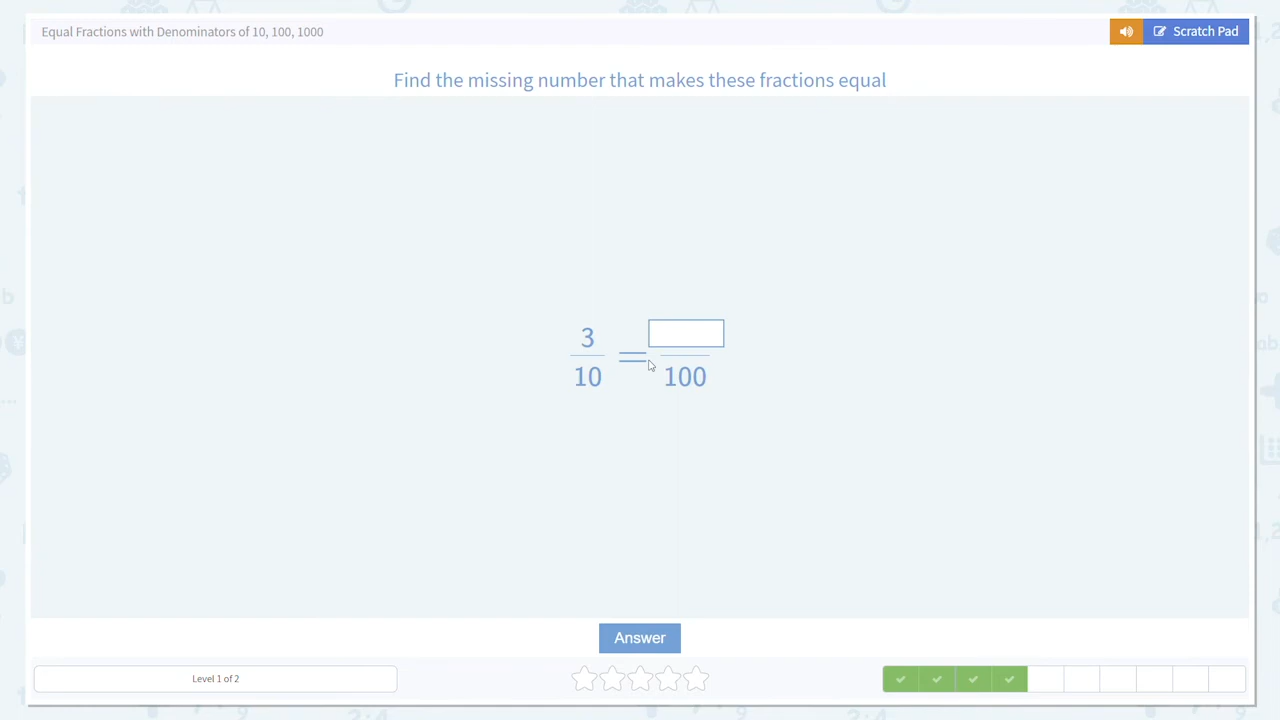 Equal Fractions with Denominators of 10, 100, 1000
Scratch Pad
Find the missing number that makes these fractions equal
3
10
=
100
Answer
Level 1 of 2